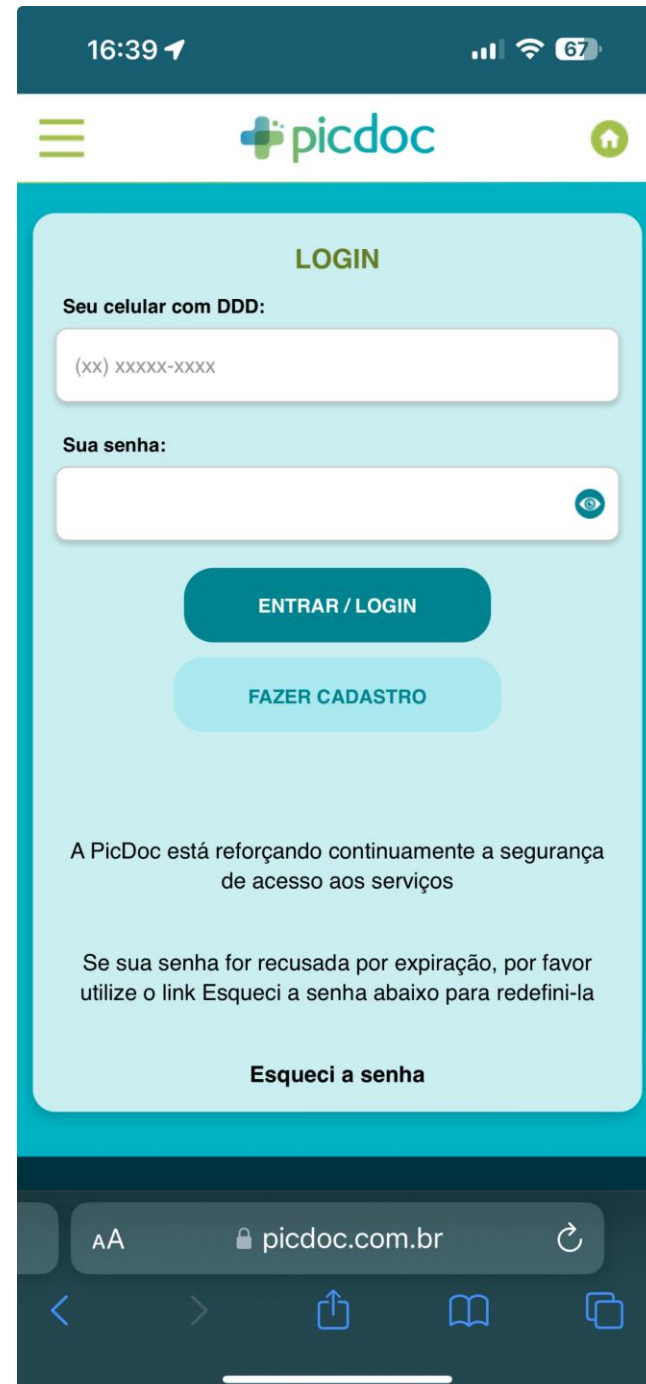 16:39
67
picdoc
LOGIN
Seu celular com DDD:
(xx) xxxxx-xxxx
Sua senha:
ENTRAR / LOGIN
FAZER CADASTRO
A PicDoc está reforçando continuamente a segurança
de acesso aos serviços
Se sua senha for recusada por expiração, por favor
utilize o link Esqueci a senha abaixo para redefini-la
Esqueci a senha
AA
picdoc.com.br